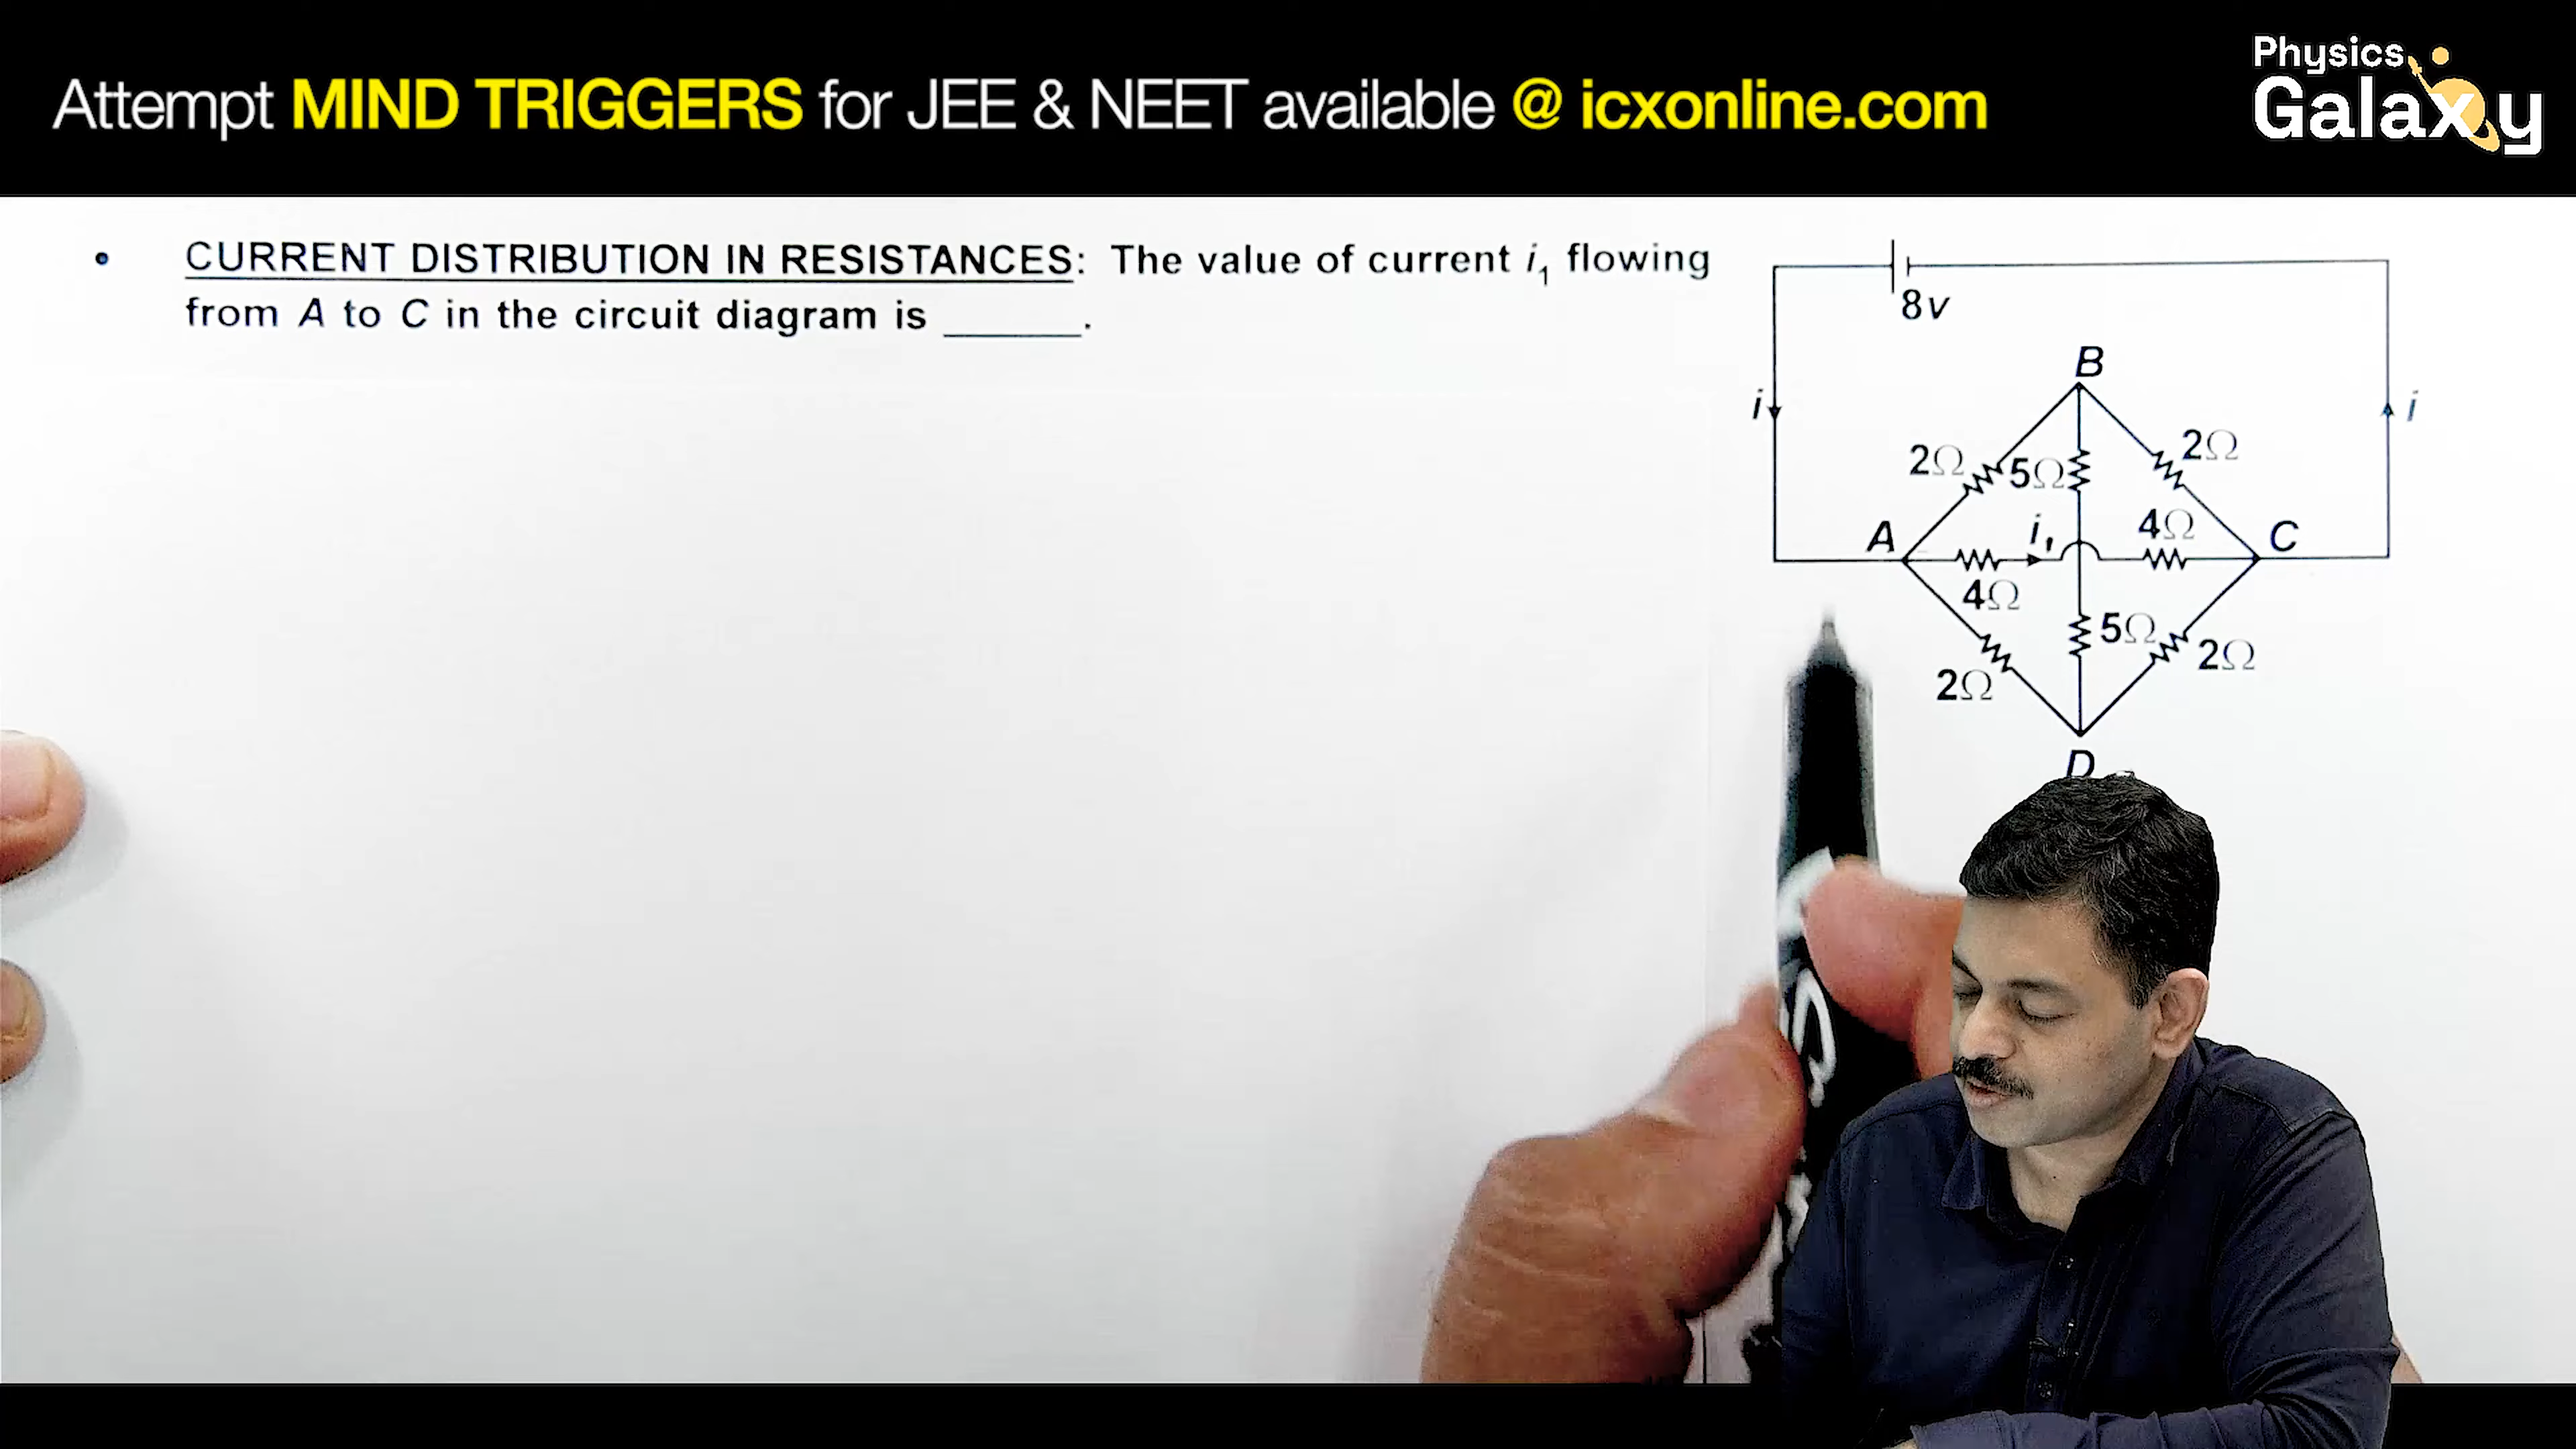 Attempt MIND TRIGGERS for JEE & NEET available @ icxonline.com
Physics
Galaxy
• CURRENT DISTRIBUTION IN RESISTANCES: The value of current i₁ flowing
from A to C in the circuit diagram is ______.
8v
B
i
i
2Ω
5Ω
2Ω
A
i₁
4Ω
C
4Ω
5Ω
2Ω
2Ω
D